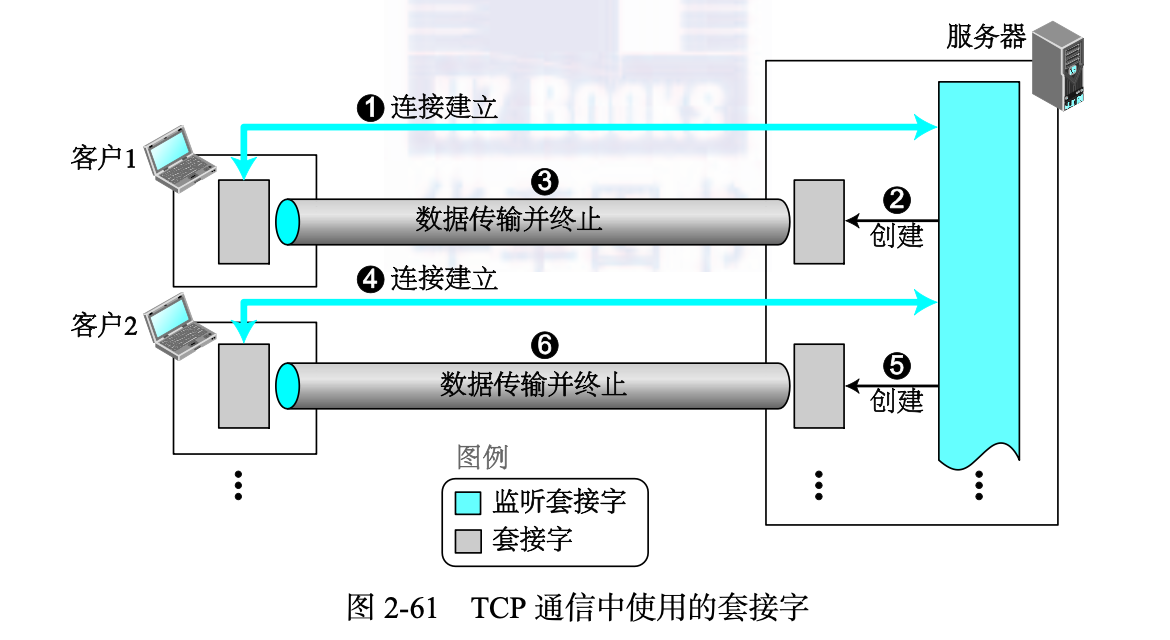 服务器
HZ BOOKS
❶ 连接建立
客户1
❸
数据传输并终止
❷
创建
华章图书
❹ 连接建立
客户2
❻
数据传输并终止
❺
创建
图例
监听套接字
套接字
图 2-61 TCP 通信中使用的套接字